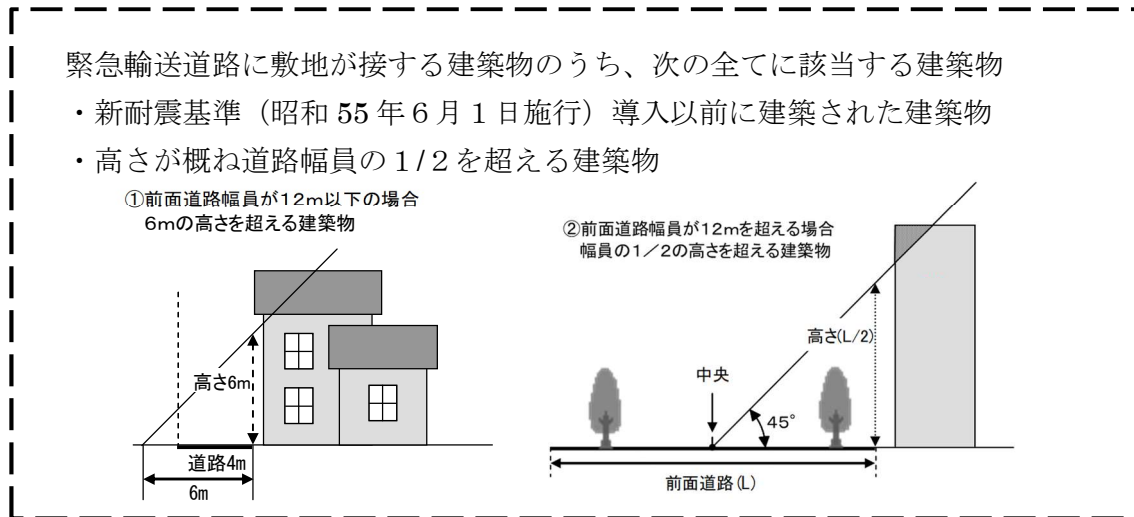 緊急輸送道路に敷地が接する建築物のうち、次の全てに該当する建築物
・新耐震基準（昭和 55 年６月１日施行）導入以前に建築された建築物
・高さが概ね道路幅員の１/２を超える建築物
①前面道路幅員が12m以下の場合
6mの高さを超える建築物
高さ6m
道路4m
6m
②前面道路幅員が12mを超える場合
幅員の1／2の高さを超える建築物
高さ(L/2)
中央
45°
前面道路(L)